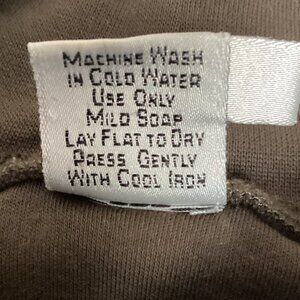 Machine Wash
in Cold Water
Use Only
Mild Soap
Lay Flat to Dry
Press Gently
With Cool Iron